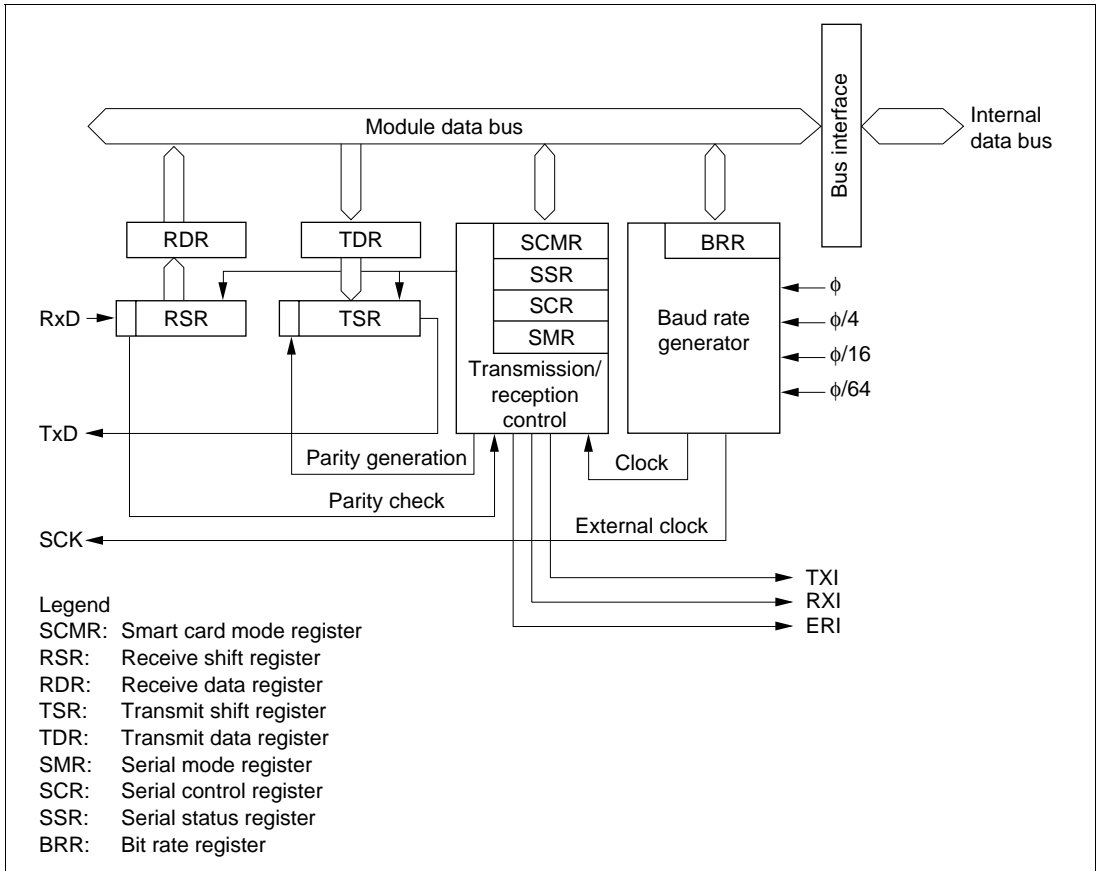 Bus interface
Internal
data bus
Module data bus
RDR
TDR
SCMR
BRR
SSR
SCR
SMR
RxD
RSR
TSR
Baud rate
generator
ϕ
ϕ/4
ϕ/16
ϕ/64
Transmission/
reception
control
TxD
Parity generation
Clock
Parity check
External clock
SCK
TXI
RXI
ERI
Legend
SCMR: Smart card mode register
RSR: Receive shift register
RDR: Receive data register
TSR: Transmit shift register
TDR: Transmit data register
SMR: Serial mode register
SCR: Serial control register
SSR: Serial status register
BRR: Bit rate register